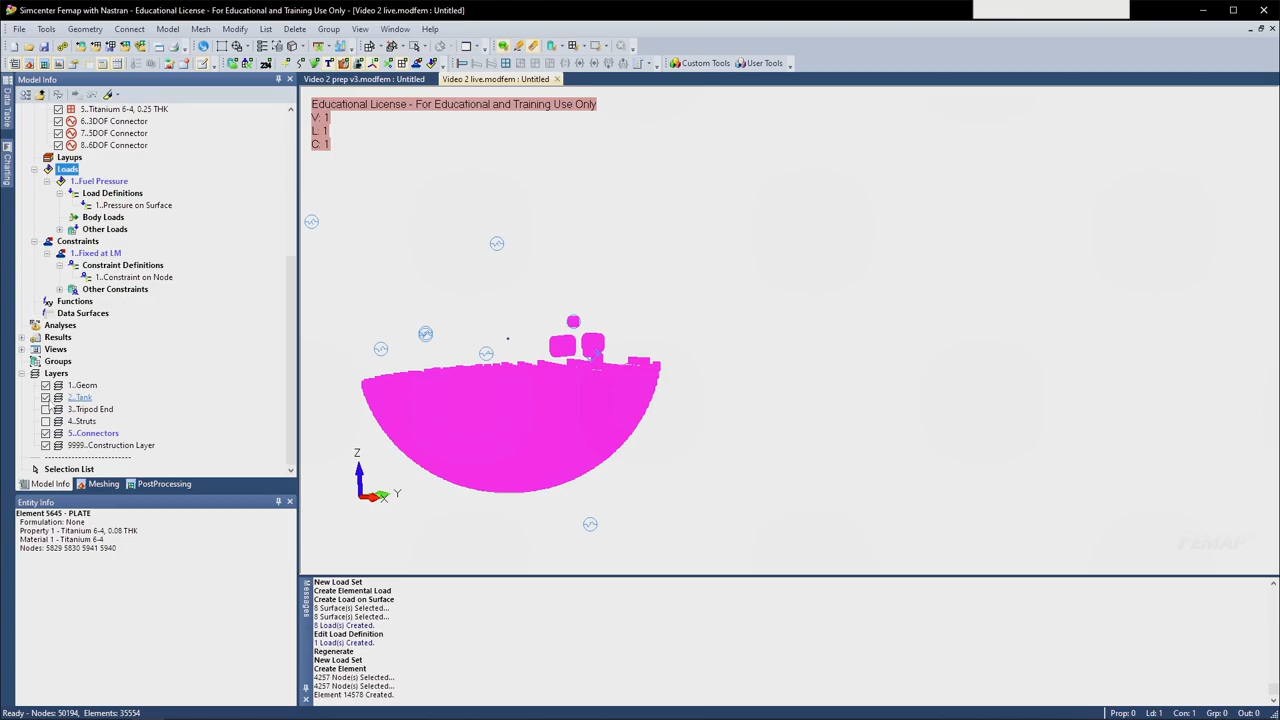 Simcenter Femap with Nastran - Educational License - For Educational and Training Use Only - [Video 2 live.modfem : Untitled]
File Tools Geometry Connect Model Mesh Modify List Delete Group View Window Help
Custom Tools User Tools
Model Info
Video 2 prep v3.modfem : Untitled
Video 2 live.modfem : Untitled
Data Table
Charting
5..Titanium 6-4, 0.25 THK
6..3DOF Connector
7..5DOF Connector
8..6DOF Connector
Layups
Loads
1..Fuel Pressure
Load Definitions
1..Pressure on Surface
Body Loads
Other Loads
Constraints
1..Fixed at LM
Constraint Definitions
1..Constraint on Node
Other Constraints
Functions
Data Surfaces
Analyses
Results
Views
Groups
Layers
1..Geom
2..Tank
3..Tripod End
4..Struts
5..Connectors
9999..Construction Layer
Selection List
Model Info Meshing PostProcessing
Entity Info
Element 5645 - PLATE
Formulation: None
Property 1 - Titanium 6-4, 0.08 THK
Material 1 - Titanium 6-4
Nodes: 5829 5830 5941 5940
Educational License - For Educational and Training Use Only
V: 1
L: 1
C: 1
Z
Y
X
FEMAP
Messages
New Load Set
Create Elemental Load
Create Load on Surface
8 Surface(s) Selected...
8 Surface(s) Selected...
8 Load(s) Created.
Edit Load Definition
1 Load(s) Created.
Regenerate
New Load Set
Create Element
4257 Node(s) Selected...
4257 Node(s) Selected...
Element 14578 Created.
Ready - Nodes: 50194, Elements: 35554
Prop: 0 Ld: 1 Con: 1 Grp: 0 Out: 0